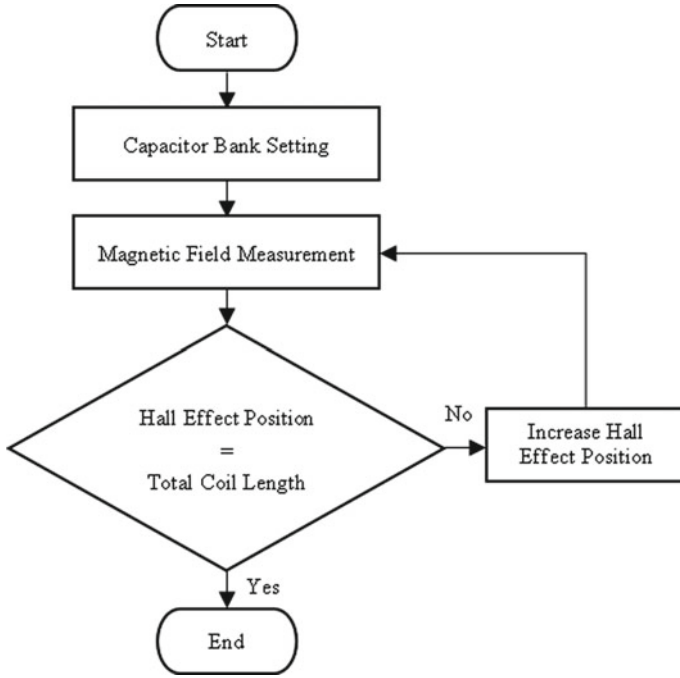 Start
Capacitor Bank Setting
Magnetic Field Measurement
Hall Effect Position
=
Total Coil Length
No
Increase Hall
Effect Position
Yes
End